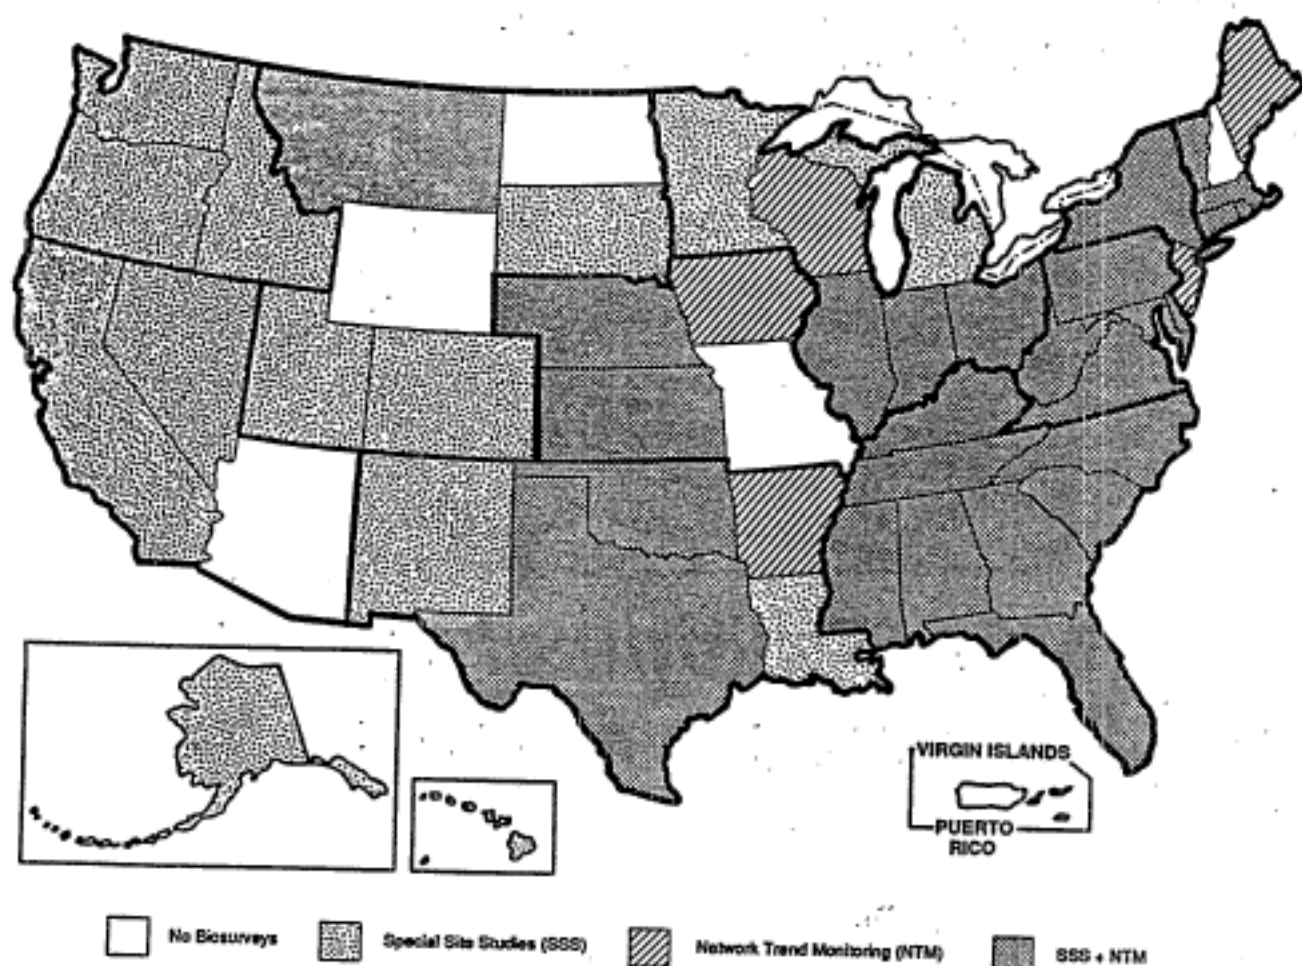 VIRGIN ISLANDS
PUERTO
RICO
No Biosurveys
Special Site Studies (SSS)
Network Trend Monitoring (NTM)
SSS + NTM